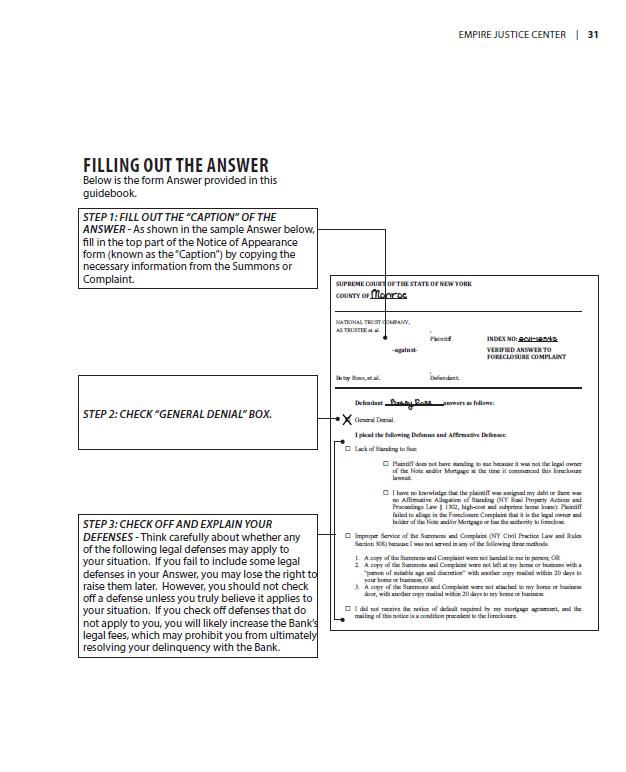 EMPIRE JUSTICE CENTER | 31
FILLING OUT THE ANSWER
Below is the form Answer provided in this
guidebook.
STEP 1: FILL OUT THE “CAPTION” OF THE
ANSWER - As shown in the sample Answer below,
fill in the top part of the Notice of Appearance
form (known as the “Caption”) by copying the
necessary information from the Summons or
Complaint.
SUPREME COURT OF THE STATE OF NEW YORK
COUNTY OF Monroe
NATIONAL TRUST COMPANY,
AS TRUSTEE et. al.
Plaintiff
INDEX NO:
-against-
VERIFIED ANSWER TO
FORECLOSURE COMPLAINT
Betsy Ross, et.al.
Defendant.
Defendant Betsy Ross answers as follows:
STEP 2: CHECK “GENERAL DENIAL” BOX.
X General Denial.
I plead the following Defenses and Affirmative Defenses:
☐ Lack of Standing to Sue:
☐ Plaintiff does not have standing to sue because it was not the legal owner
of the Note and/or Mortgage at the time it commenced this foreclosure
lawsuit.
☐ I have no knowledge that the plaintiff was assigned my debt or there was
no Affirmative Allegation of Standing (NY Real Property Actions and
Proceedings Law § 1302, high-cost and subprime home loans): Plaintiff
failed to allege in the Foreclosure Complaint that it is the legal owner and
holder of the Note and/or Mortgage or has the authority to foreclose.
STEP 3: CHECK OFF AND EXPLAIN YOUR
DEFENSES - Think carefully about whether any
of the following legal defenses may apply to
your situation. If you fail to include some legal
defenses in your Answer, you may lose the right to
raise them later. However, you should not check
off a defense unless you truly believe it applies to
your situation. If you check off defenses that do
not apply to you, you will likely increase the Bank’s
legal fees, which may prohibit you from ultimately
resolving your delinquency with the Bank.
☐ Improper Service of the Summons and Complaint (NY Civil Practice Law and Rules
Section 308) because I was not served in any of the following three methods.
1. A copy of the Summons and Complaint were not handed to me in person; OR
2. A copy of the Summons and Complaint were not left at my home or business with a
“person of suitable age and discretion” with another copy mailed within 20 days to
your home or business; OR
3. A copy of the Summons and Complaint were not attached to my home or business
door, with another copy mailed within 20 days to my home or business.
☐ I did not receive the notice of default required by my mortgage agreement, and the
mailing of this notice is a condition precedent to the foreclosure.